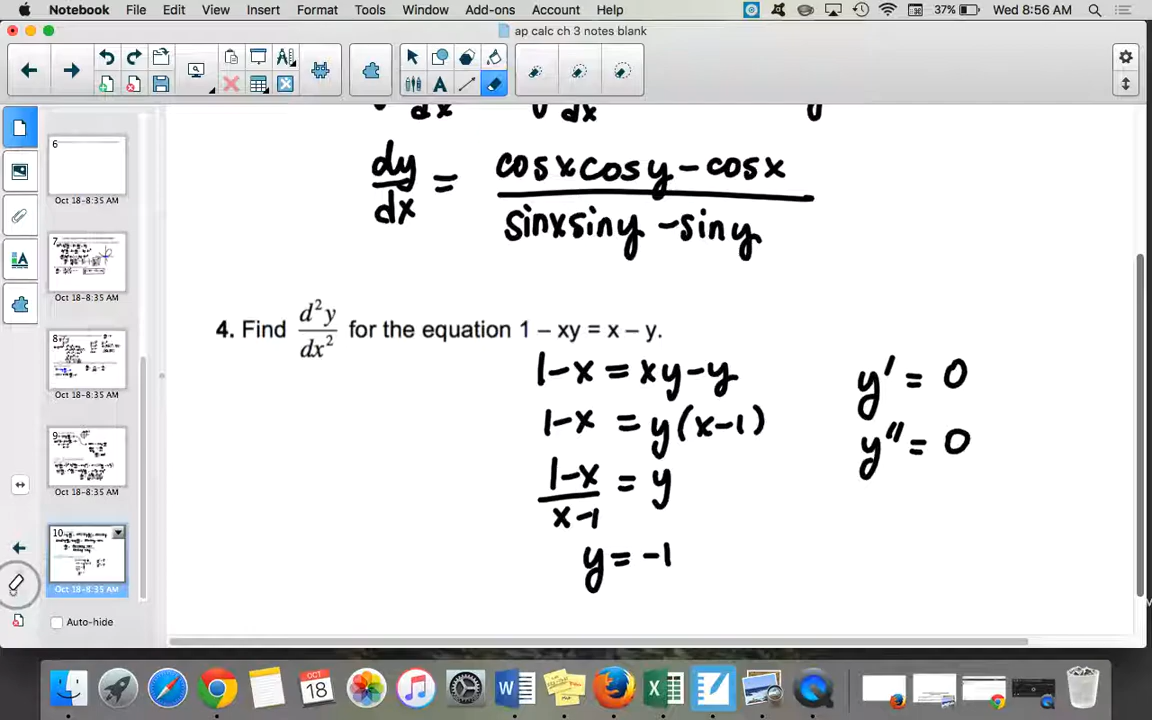 Notebook File Edit View Insert Format Tools Window Add-ons Account Help 37% Wed 8:56 AM
ap calc ch 3 notes blank
dx dx y
dy/dx = cosxcosy-cosx / sinxsiny-siny
4. Find d²y/dx² for the equation 1 – xy = x – y.
1-x = xy-y
y' = 0
1-x = y(x-1)
y'' = 0
1-x/x-1 = y
y = -1
6
Oct 18-8:35 AM
7
Oct 18-8:35 AM
8
Oct 18-8:35 AM
9
Oct 18-8:35 AM
10
Oct 18-8:35 AM
Auto-hide
OCT
18